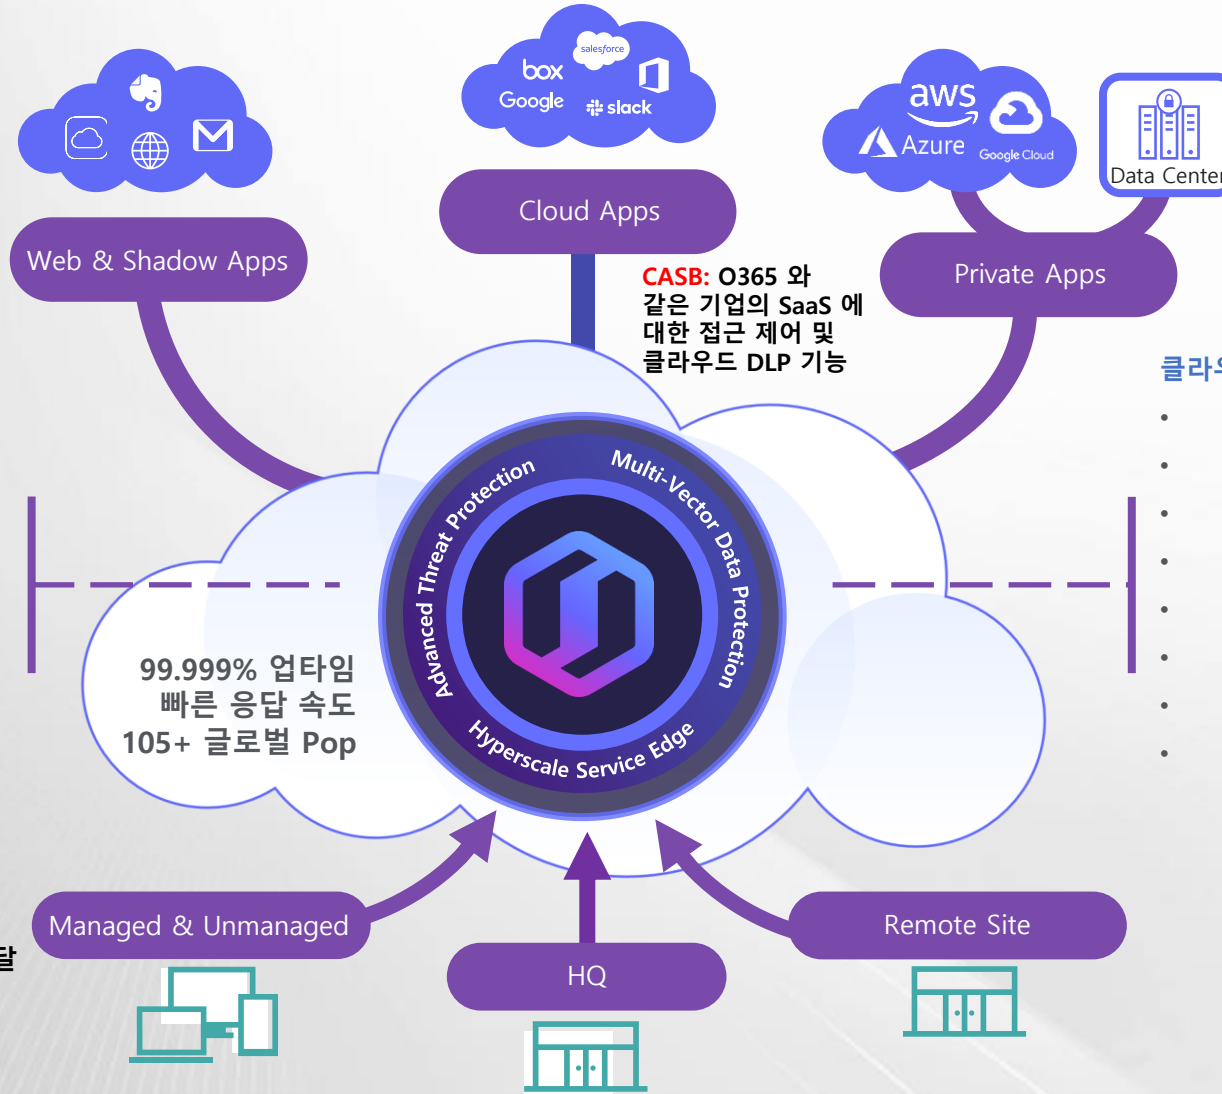 salesforce
box
Google
slack
aws
Azure
Google Cloud
Data Center
Web & Shadow Apps
Cloud Apps
Private Apps
CASB: O365 와
같은 기업의 SaaS 에
대한 접근 제어 및
클라우드 DLP 기능
Advanced Threat Protection
Multi-Vector Data Protection
Hyperscale Service Edge
99.999% 업타임
빠른 응답 속도
105+ 글로벌 Pop
Managed & Unmanaged
HQ
Remote Site